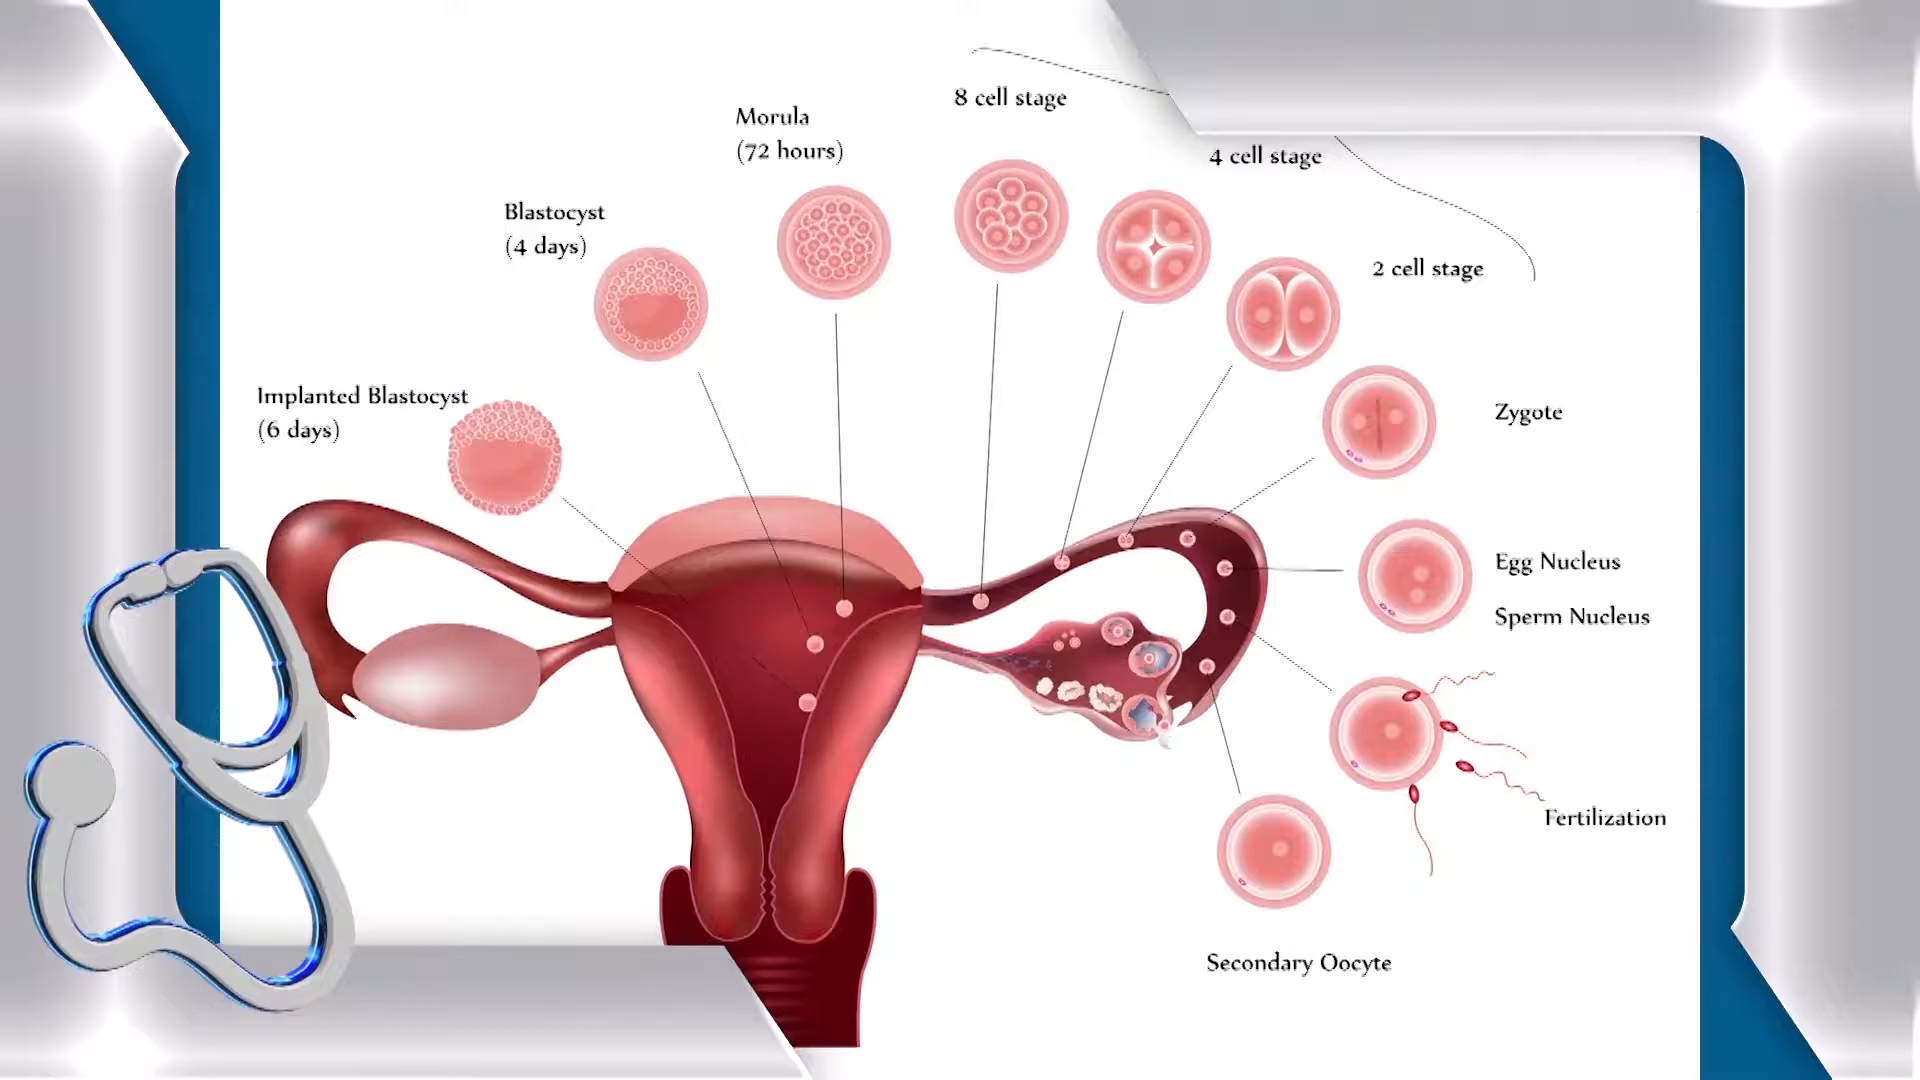 8 cell stage
Morula
(72 hours)
4 cell stage
Blastocyst
(4 days)
2 cell stage
Implanted Blastocyst
(6 days)
Zygote
Egg Nucleus
Sperm Nucleus
Fertilization
Secondary Oocyte